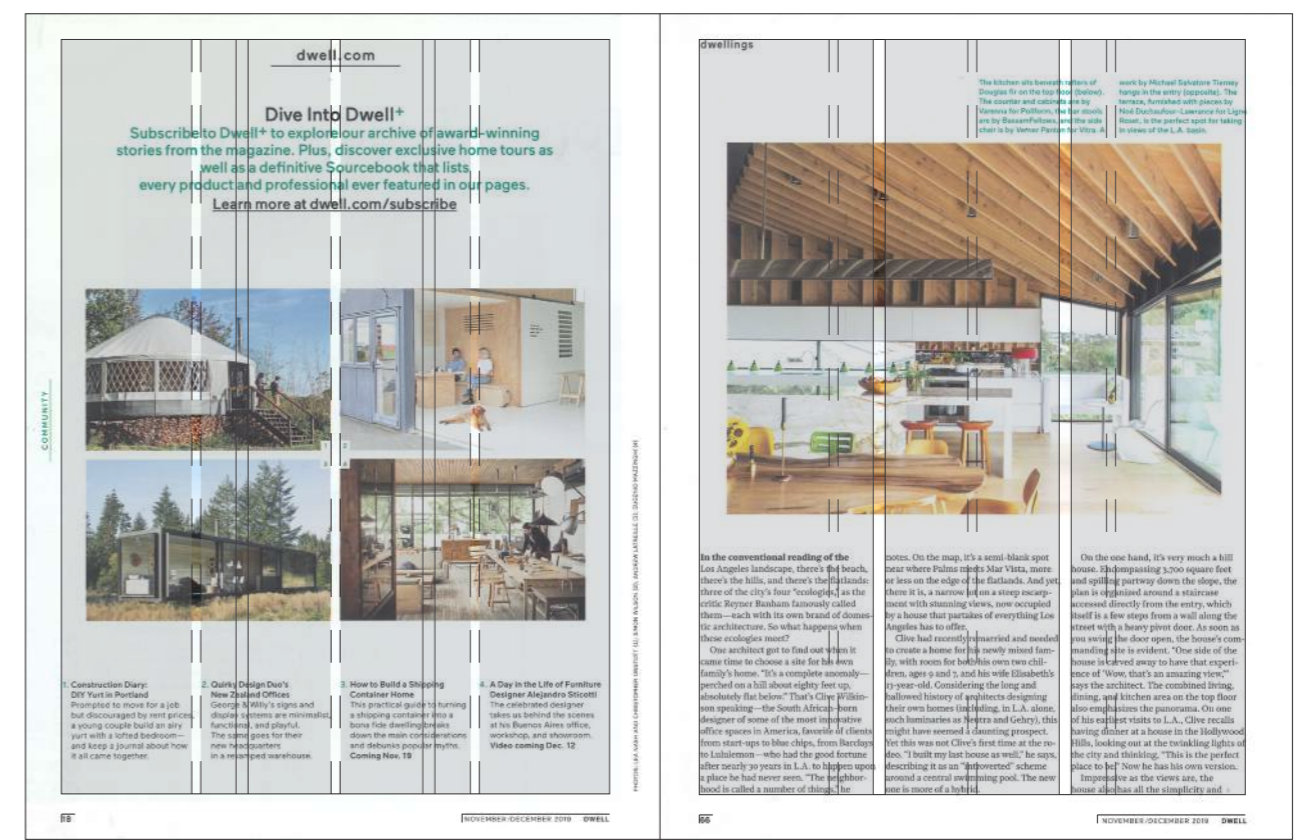 dwell.com
Dive Into Dwell+
Subscribe to Dwell+ to explore our archive of award-winning
stories from the magazine. Plus, discover exclusive home tours as
well as a definitive Sourcebook that lists
every product and professional ever featured in our pages.
Learn more at dwell.com/subscribe
COMMUNITY
1 2
3 4
1. Construction Diary:
DIY Yurt in Portland
Prompted to move for a job
but discouraged by rent prices,
a young couple build an airy
yurt with a lofted bedroom—
and keep a journal about how
it all came together.
2. Quirky Design Duo's
New Zealand Offices
George & Willy's signs and
display systems are minimalist,
functional, and playful.
The same goes for their
new headquarters
in a revamped warehouse.
3. How to Build a Shipping
Container Home
This practical guide to turning
a shipping container into a
bona fide dwelling breaks
down the main considerations
and debunks popular myths.
Coming Nov. 19
4. A Day in the Life of Furniture
Designer Alejandro Sticotti
The celebrated designer
takes us behind the scenes
at his Buenos Aires office,
workshop, and showroom.
Video coming Dec. 12
18
NOVEMBER/DECEMBER 2019 DWELL
dwellings
The kitchen sits beneath rafters of
Douglas fir on the top floor (below).
The counter and cabinets are by
Varenna for Poliform, the bar stools
are by BassamFellows, and the side
chair is by Verner Panton for Vitra. A
work by Michael Salvatore Tierney
hangs in the entry (opposite). The
terrace, furnished with pieces by
Noé Duchaufour-Lawrance for Ligne
Roset, is the perfect spot for taking
in views of the L.A. basin.
In the conventional reading of the
Los Angeles landscape, there's the beach,
there's the hills, and there's the flatlands:
three of the city's four "ecologies," as the
critic Reyner Banham famously called
them—each with its own brand of domes-
tic architecture. So what happens when
these ecologies meet?
One architect got to find out when it
came time to choose a site for his own
family's home. "It's a complete anomaly—
perched on a hill about eighty feet up,
absolutely flat below." That's Clive Wilkin-
son speaking—the South African-born
designer of some of the most innovative
office spaces in America, favorite of clients
from start-ups to blue chips, from Barclays
to Lululemon—who had the good fortune
after nearly 30 years in L.A. to happen upon
a place he had never seen. "The neighbor-
hood is called a number of things," he
notes. On the map, it's a semi-blank spot
near where Palms meets Mar Vista, more
or less on the edge of the flatlands. And yet,
there it is, a narrow lot on a steep escarp-
ment with stunning views, now occupied
by a house that partakes of everything Los
Angeles has to offer.
Clive had recently remarried and needed
to create a home for his newly mixed fam-
ily, with room for both his own two chil-
dren, ages 9 and 7, and his wife Elisabeth's
13-year-old. Considering the long and
hallowed history of architects designing
their own homes (including, in L.A. alone,
such luminaries as Neutra and Gehry), this
might have seemed a daunting prospect.
Yet this was not Clive's first time at the ro-
deo. "I built my last house as well," he says,
describing it as an "introverted" scheme
around a central swimming pool. The new
one is more of a hybrid.
On the one hand, it's very much a hill
house. Encompassing 3,700 square feet
and spilling partway down the slope, the
plan is organized around a staircase
accessed directly from the entry, which
itself is a few steps from a wall along the
street with a heavy pivot door. As soon as
you swing the door open, the house's com-
manding site is evident. "One side of the
house is carved away to have that experi-
ence of 'Wow, that's an amazing view,'"
says the architect. The combined living,
dining, and kitchen area on the top floor
also emphasizes the panorama. On one
of his earliest visits to L.A., Clive recalls
having dinner at a house in the Hollywood
Hills, looking out at the twinkling lights of
the city and thinking, "This is the perfect
place to be." Now he has his own version.
Impressive as the views are, the
house also has all the simplicity and
66
NOVEMBER/DECEMBER 2019 DWELL